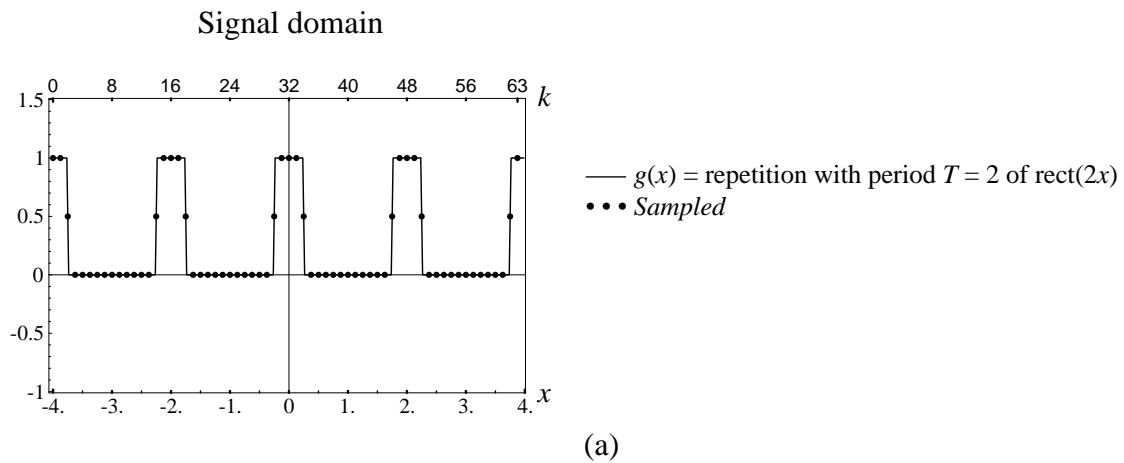 Signal domain
0 8 16 24 32 40 48 56 63 k
1.5
1
0.5
0
-0.5
-1
-4. -3. -2. -1. 0 1. 2. 3. 4. x
g(x) = repetition with period T = 2 of rect(2x)
Sampled
(a)